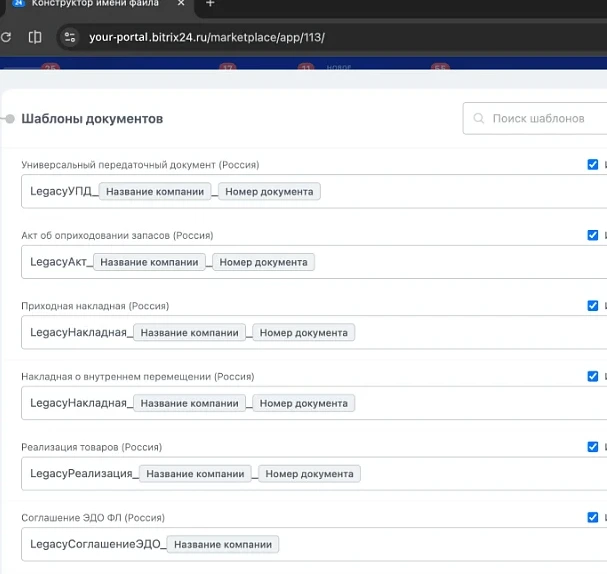 24 Конструктор имени файла × +
your-portal.bitrix24.ru/marketplace/app/113/
НОВОЕ
Шаблоны документов
Поиск шаблонов
Универсальный передаточный документ (Россия)
LegacyУПД_ Название компании _ Номер документа
Акт об оприходовании запасов (Россия)
LegacyАкт_ Название компании _ Номер документа
Приходная накладная (Россия)
LegacyНакладная_ Название компании _ Номер документа
Накладная о внутреннем перемещении (Россия)
LegacyНакладная_ Название компании _ Номер документа
Реализация товаров (Россия)
LegacyРеализация_ Название компании _ Номер документа
Соглашение ЭДО ФЛ (Россия)
LegacyСоглашениеЭДО_ Название компании